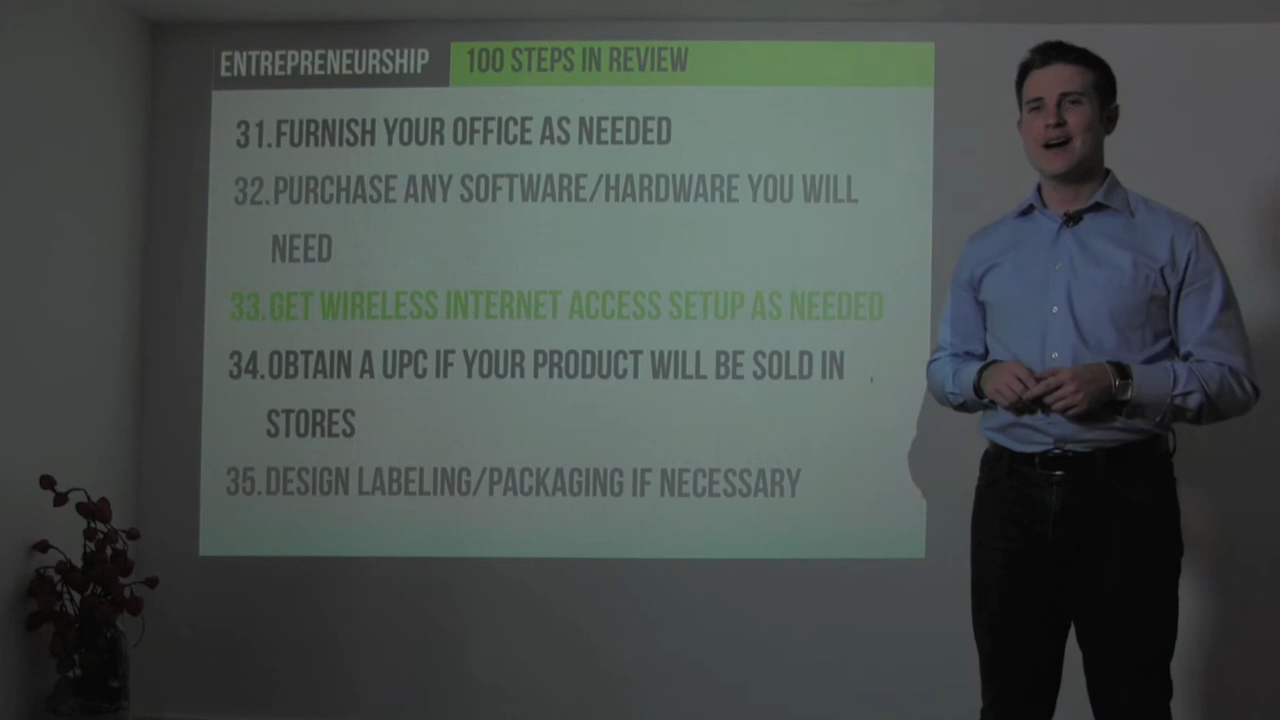 ENTREPRENEURSHIP 100 STEPS IN REVIEW
31.FURNISH YOUR OFFICE AS NEEDED
32.PURCHASE ANY SOFTWARE/HARDWARE YOU WILL
NEED
33.GET WIRELESS INTERNET ACCESS SETUP AS NEEDED
34.OBTAIN A UPC IF YOUR PRODUCT WILL BE SOLD IN
STORES
35.DESIGN LABELING/PACKAGING IF NECESSARY